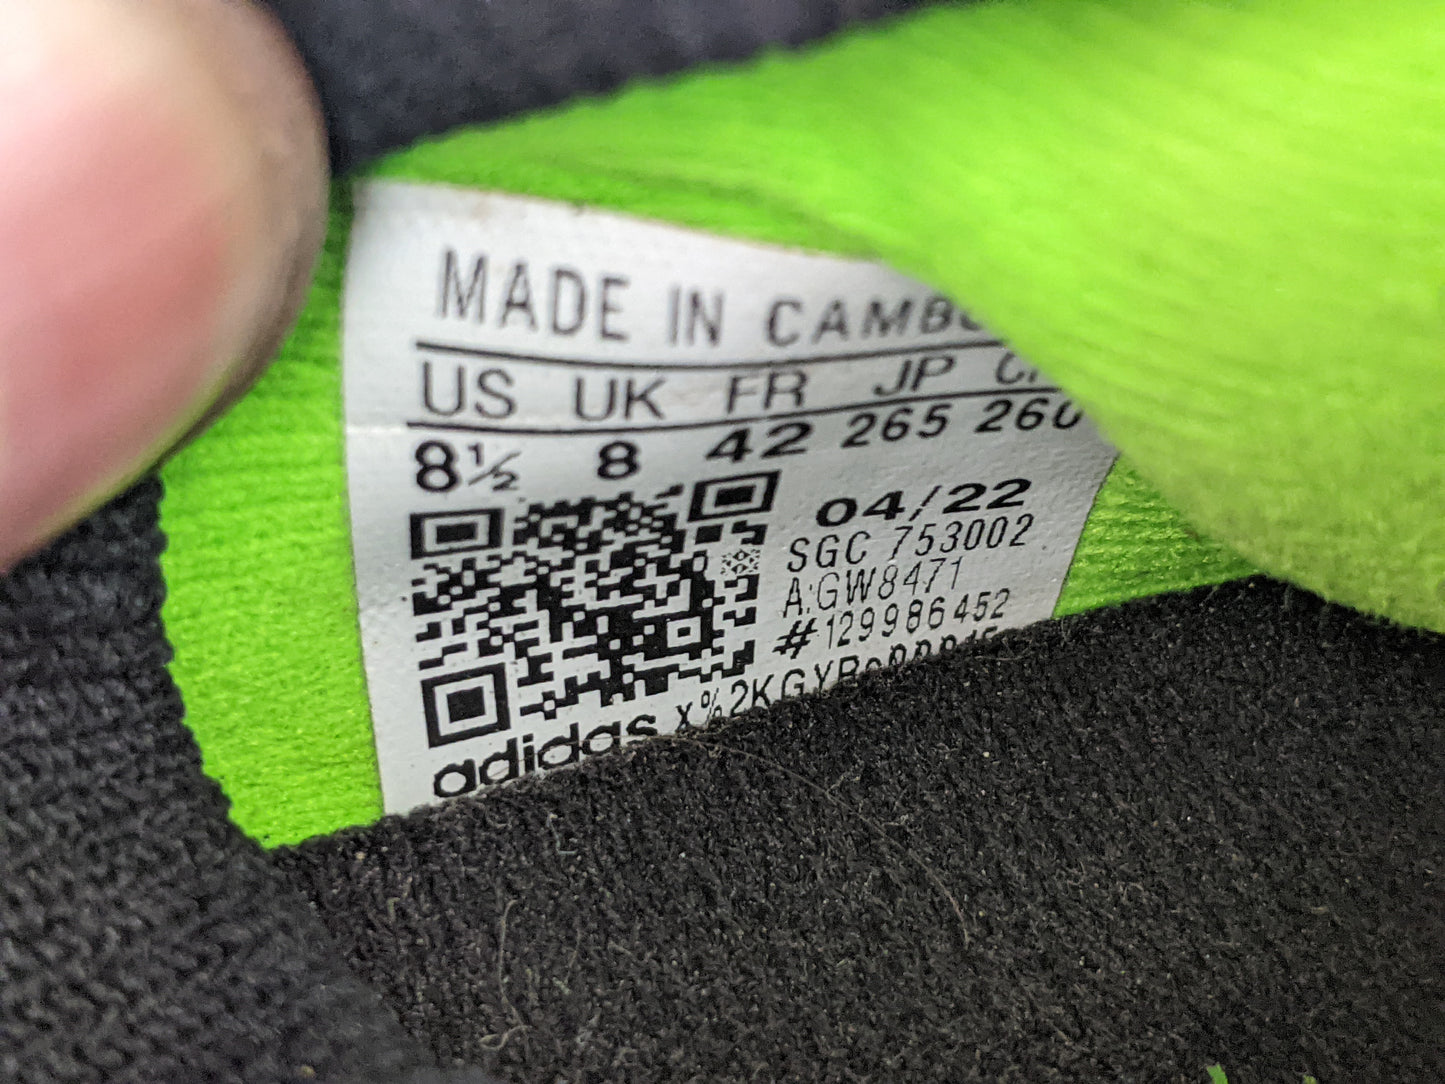 MADE IN CAMBO
US UK FR JP CH
8½ 8 42 265 260
04/22
SGC 753002
A:GW8471
#129986452
adidas